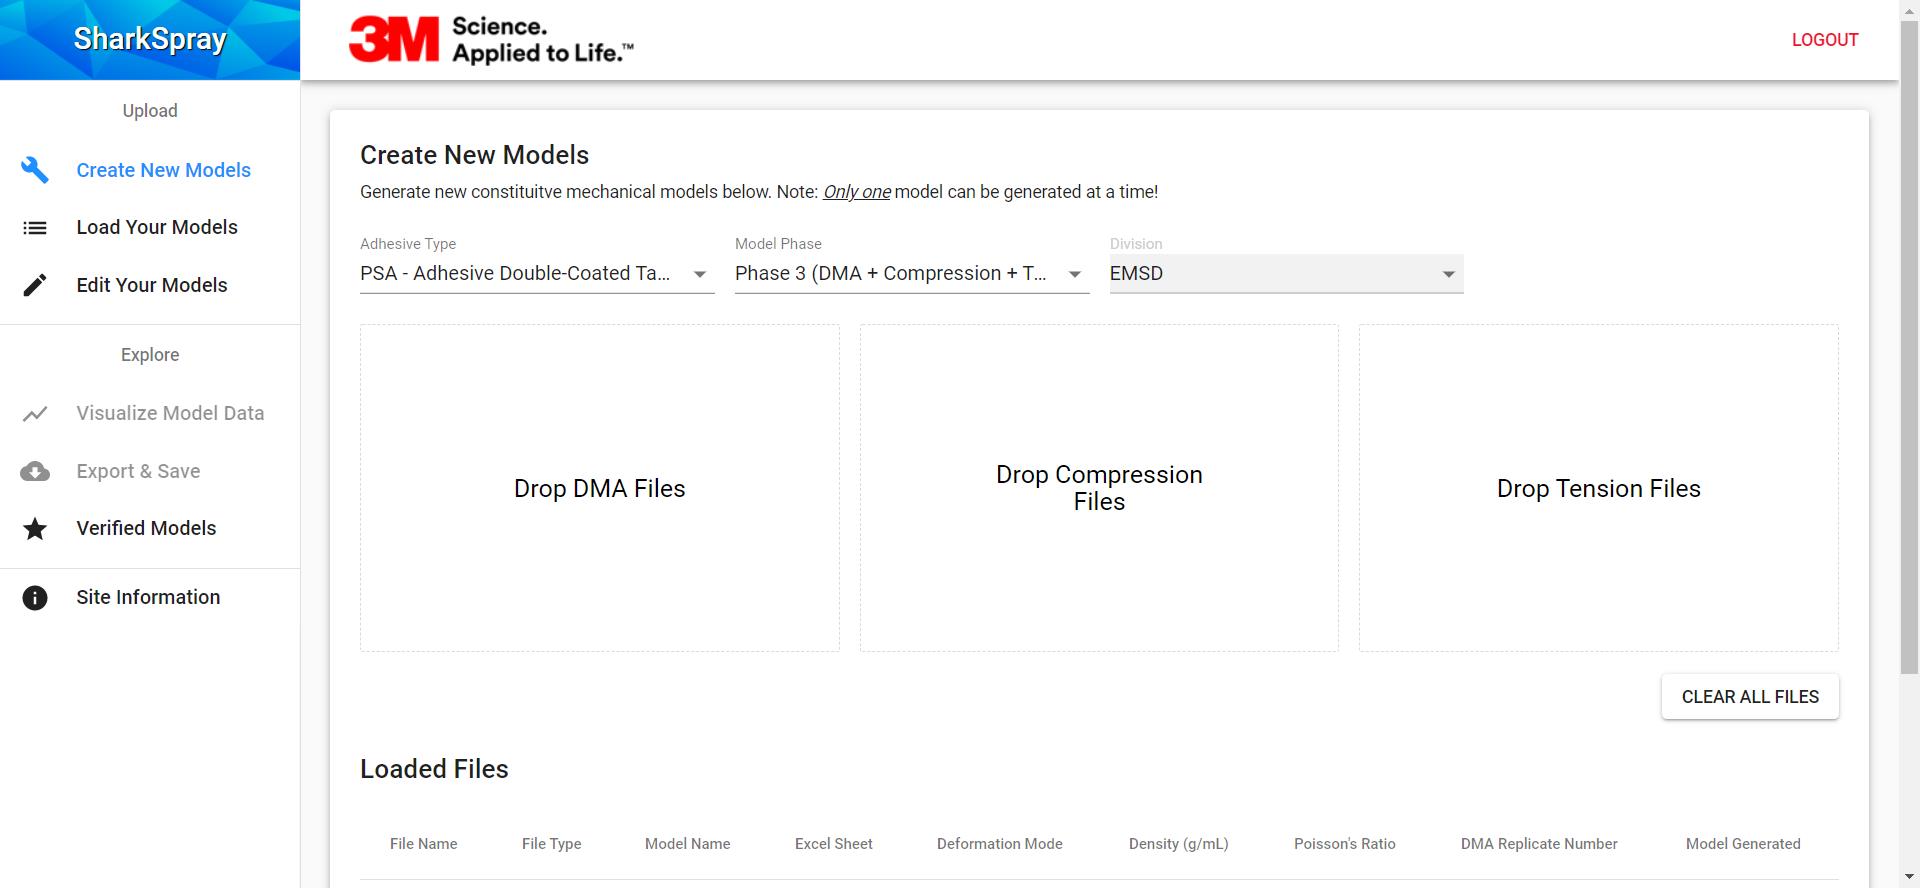 SharkSpray
3M Science.
Applied to Life.™
LOGOUT
Upload
Create New Models
Load Your Models
Edit Your Models
Explore
Visualize Model Data
Export & Save
Verified Models
Site Information
Create New Models
Generate new constituitve mechanical models below. Note: Only one model can be generated at a time!
Adhesive Type
PSA - Adhesive Double-Coated Ta...
Model Phase
Phase 3 (DMA + Compression + T...
Division
EMSD
Drop DMA Files
Drop Compression
Files
Drop Tension Files
CLEAR ALL FILES
Loaded Files
File Name File Type Model Name Excel Sheet Deformation Mode Density (g/mL) Poisson's Ratio DMA Replicate Number Model Generated